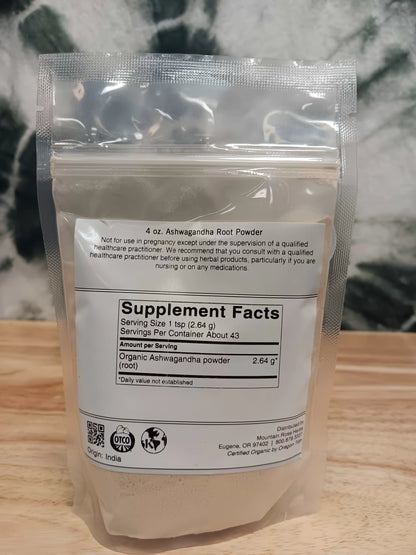 4 oz. Ashwagandha Root Powder
Not for use in pregnancy except under the supervision of a qualified
healthcare practitioner. We recommend that you consult with a qualified
healthcare practitioner before using herbal products, particularly if you are
nursing or on any medications.
Supplement Facts
Serving Size 1 tsp (2.64 g)
Servings Per Container About 43
Amount per Serving
Organic Ashwagandha powder 2.64 g*
(root)
*Daily value not established
OTCO
K
Origin: India
Distributed by
Mountain Rose Herbs
Eugene, OR 97402 | 800.879.3337
Certified Organic by Oregon Tilth